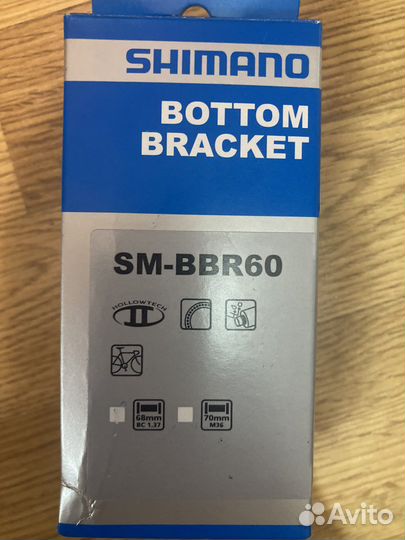 SHIMANO
BOTTOM
BRACKET
SM-BBR60
HOLLOWTECH
II
68mm
BC 1.37
70mm
M36
Avito